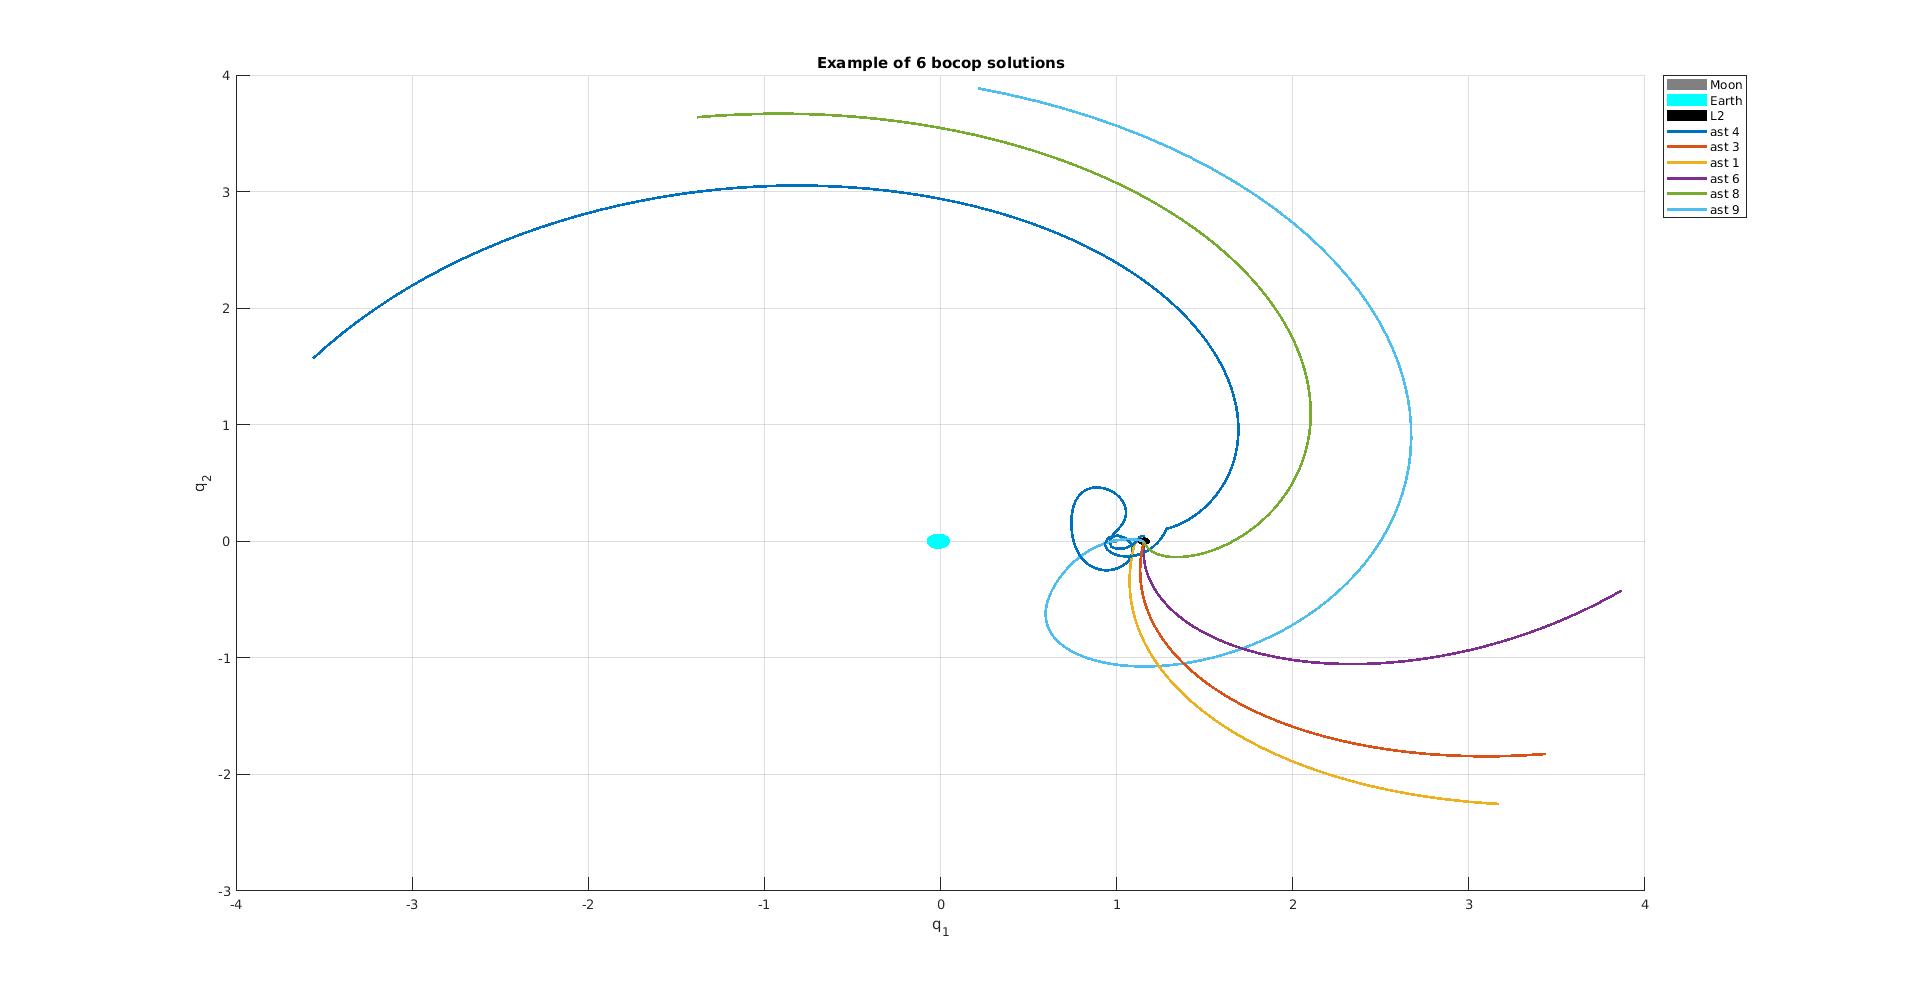 Example of 6 bocop solutions
4
3
2
1
0
-1
-2
-3
q2
-4
-3
-2
-1
0
1
2
3
4
q1
Moon
Earth
L2
ast 4
ast 3
ast 1
ast 6
ast 8
ast 9